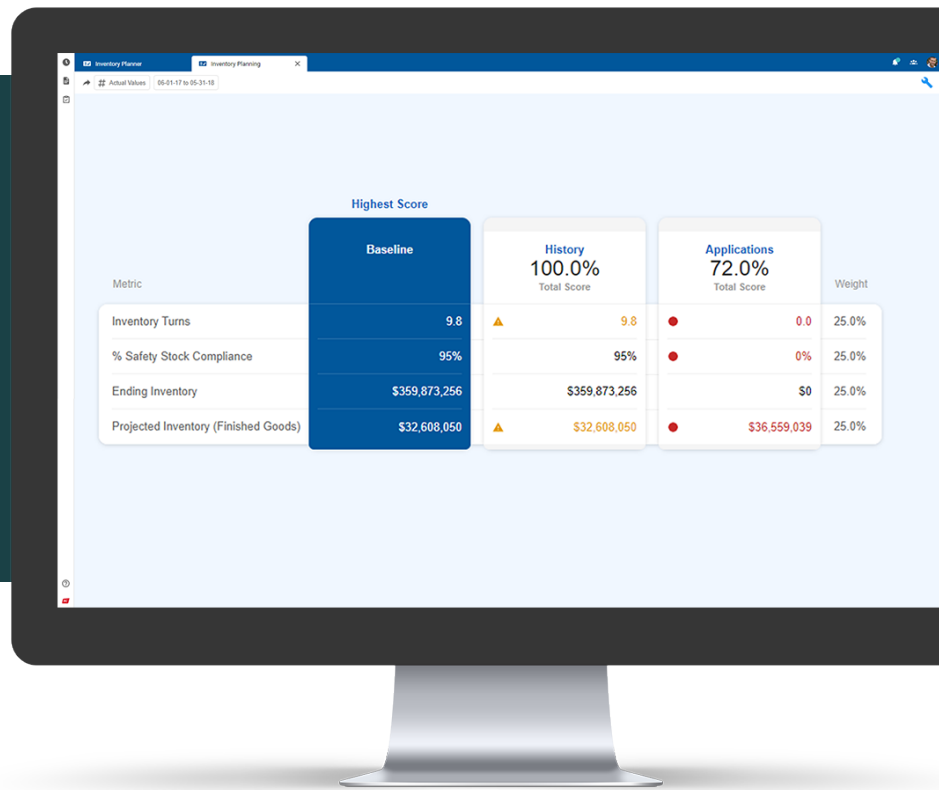 Inventory Planner
Inventory Planning
# Actual Values 06-01-17 to 05-31-18
Highest Score
Baseline
History
100.0%
Total Score
Applications
72.0%
Total Score
Metric
Weight
Inventory Turns 9.8 9.8 0.0 25.0%
% Safety Stock Compliance 95% 95% 0% 25.0%
Ending Inventory $359,873,256 $359,873,256 $0 25.0%
Projected Inventory (Finished Goods) $32,608,050 $32,608,050 $36,559,039 25.0%